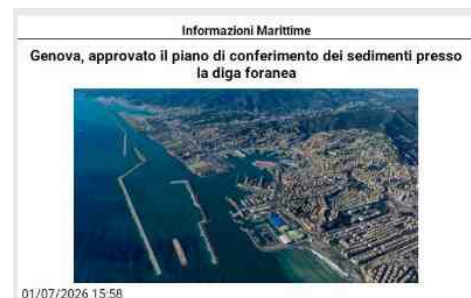 Informazioni Marittime
Genova, approvato il piano di conferimento dei sedimenti presso
la diga foranea
01/07/2026 15:58